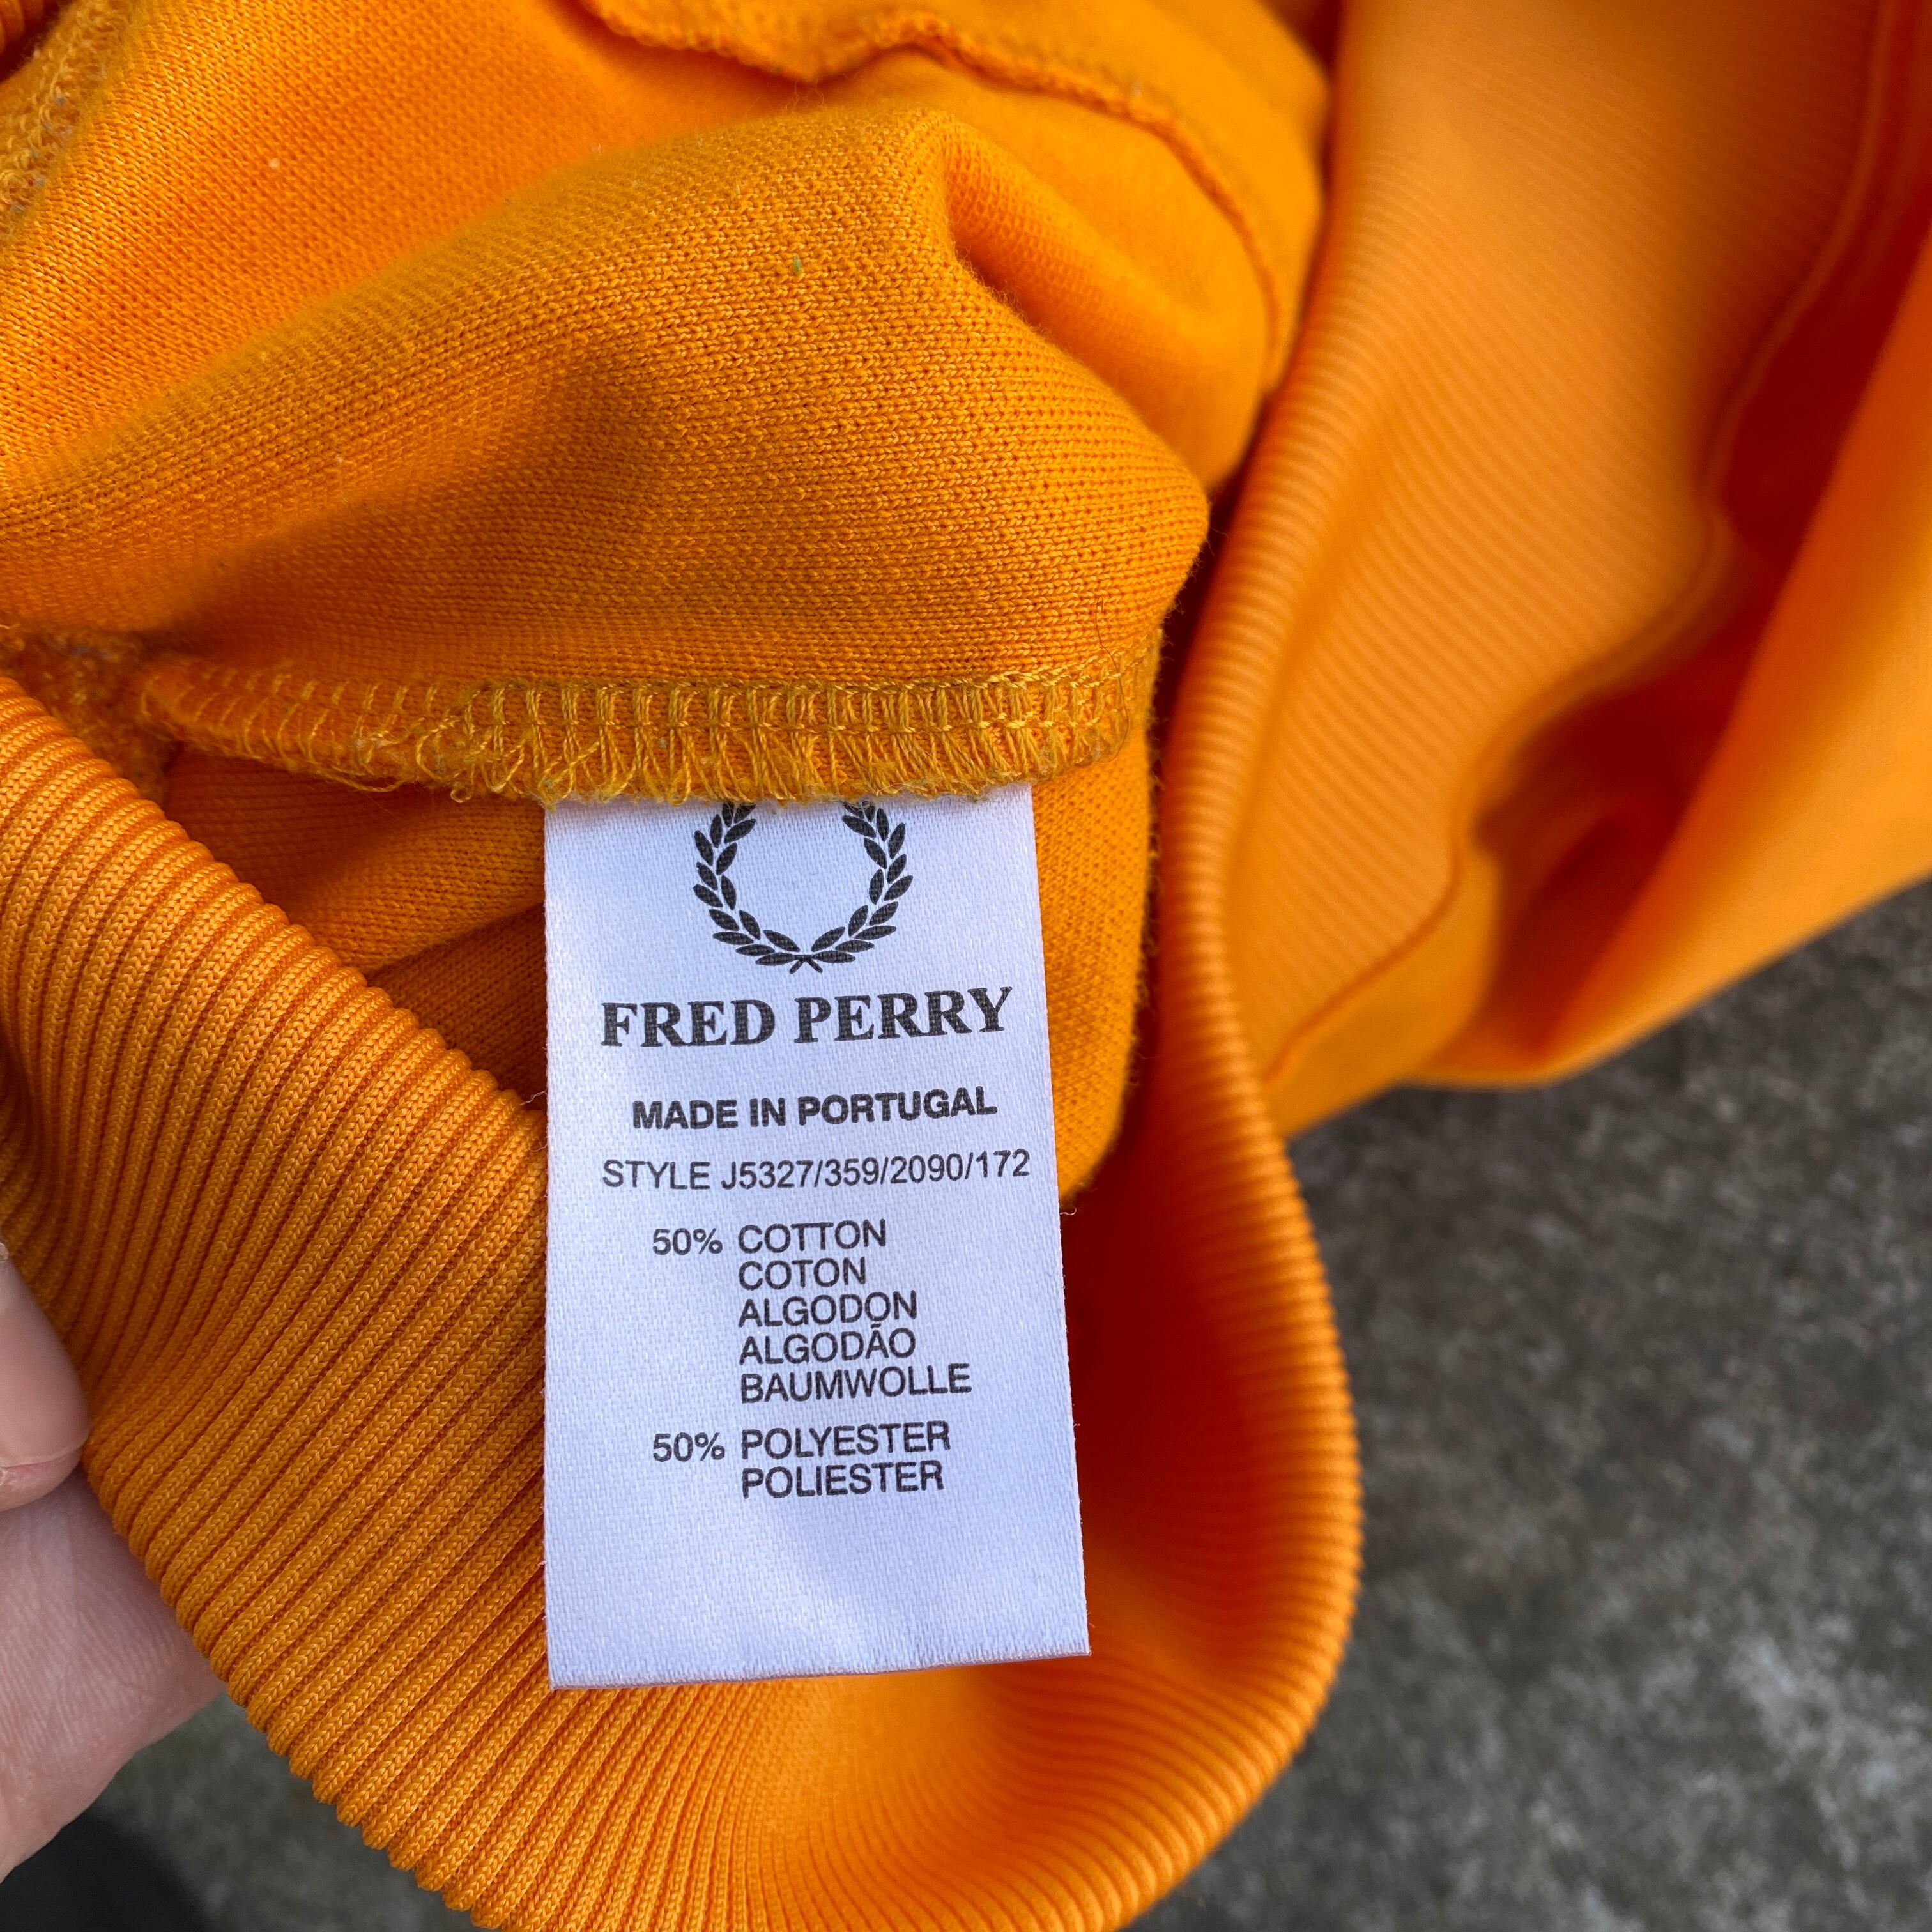 FRED PERRY
MADE IN PORTUGAL
STYLE J5327/359/2090/172
50% COTTON
COTON
ALGODON
ALGODÃO
BAUMWOLLE
50% POLYESTER
POLIESTER